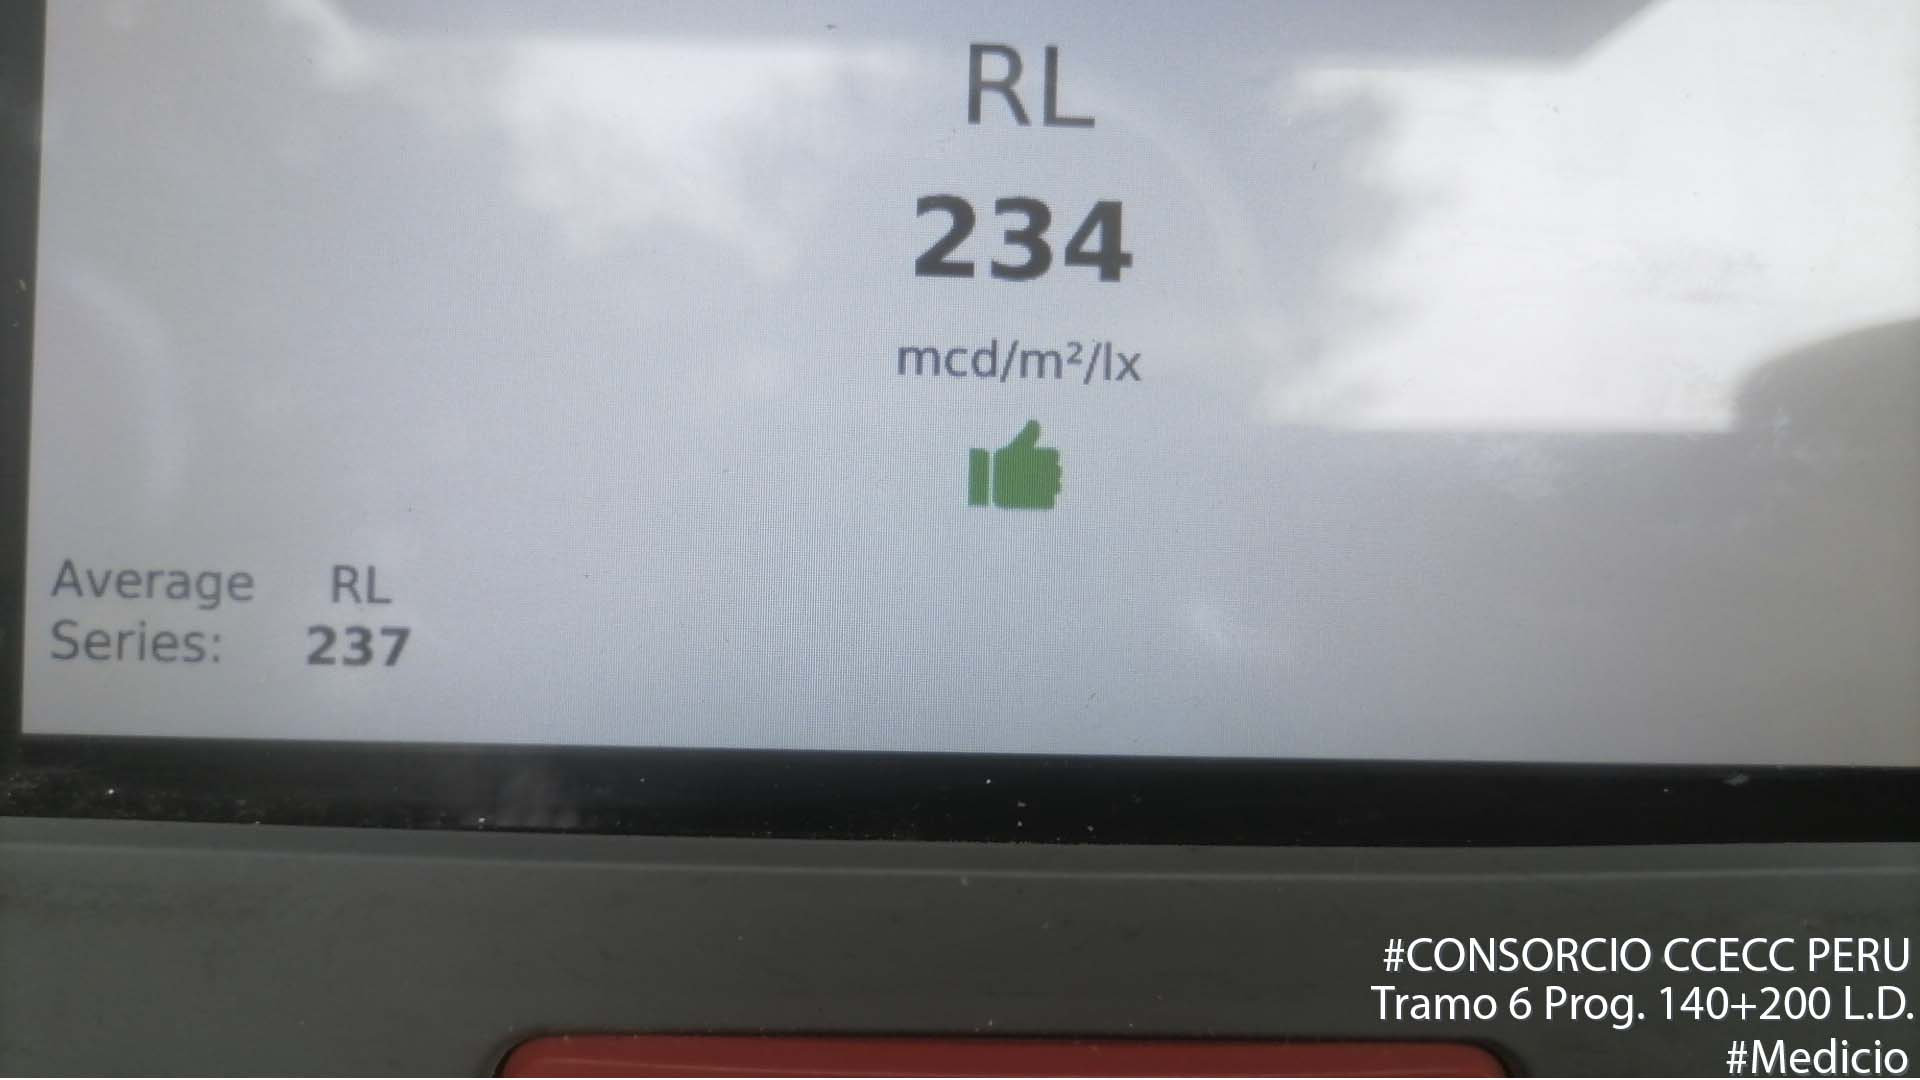 RL
234
mcd/m²/lx
Average RL
Series: 237
#CONSORCIO CCECC PERU
Tramo 6 Prog. 140+200 L.D.
#Medicio